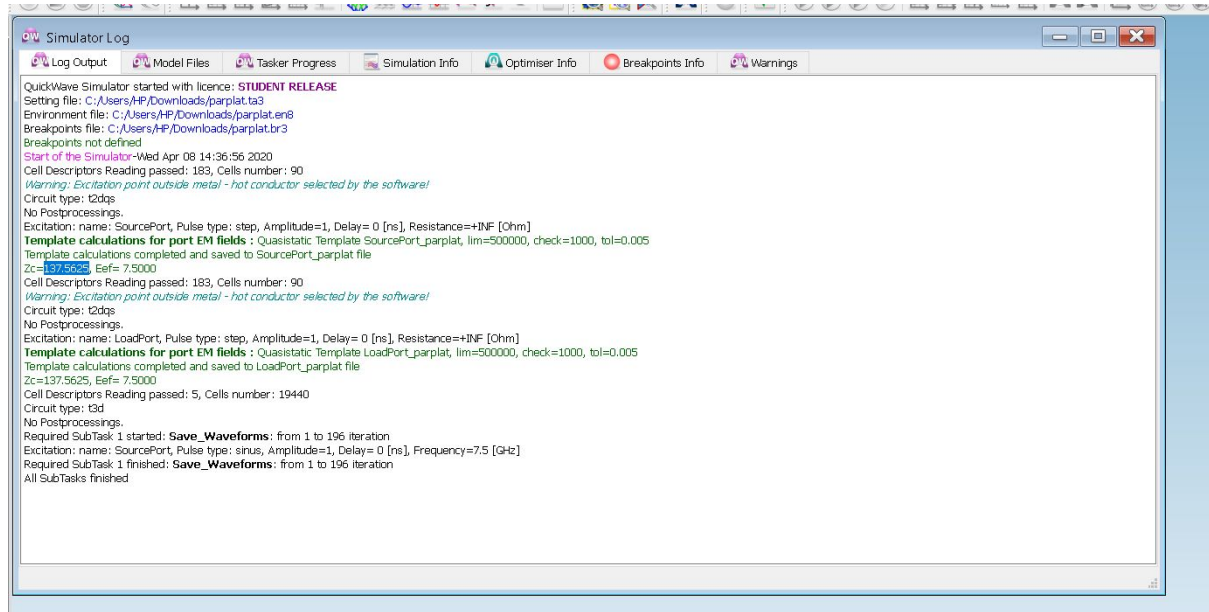 Simulator Log
Log Output Model Files Tasker Progress Simulation Info Optimiser Info Breakpoints Info Warnings
QuickWave Simulator started with licence: STUDENT RELEASE
Setting file: C:/Users/HP/Downloads/parplat.ta3
Environment file: C:/Users/HP/Downloads/parplat.en8
Breakpoints file: C:/Users/HP/Downloads/parplat.br3
Breakpoints not defined
Start of the Simulator-Wed Apr 08 14:36:56 2020
Cell Descriptors Reading passed: 183, Cells number: 90
Warning: Excitation point outside metal - hot conductor selected by the software!
Circuit type: t2dqs
No Postprocessings.
Excitation: name: SourcePort, Pulse type: step, Amplitude=1, Delay= 0 [ns], Resistance=+INF [Ohm]
Template calculations for port EM fields : Quasistatic Template SourcePort_parplat, lim=500000, check=1000, tol=0.005
Template calculations completed and saved to SourcePort_parplat file
Zc=137.5625, Eef= 7.5000
Cell Descriptors Reading passed: 183, Cells number: 90
Warning: Excitation point outside metal - hot conductor selected by the software!
Circuit type: t2dqs
No Postprocessings.
Excitation: name: LoadPort, Pulse type: step, Amplitude=1, Delay= 0 [ns], Resistance=+INF [Ohm]
Template calculations for port EM fields : Quasistatic Template LoadPort_parplat, lim=500000, check=1000, tol=0.005
Template calculations completed and saved to LoadPort_parplat file
Zc=137.5625, Eef= 7.5000
Cell Descriptors Reading passed: 5, Cells number: 19440
Circuit type: t3d
No Postprocessings.
Required SubTask 1 started: Save_Waveforms: from 1 to 196 iteration
Excitation: name: SourcePort, Pulse type: sinus, Amplitude=1, Delay= 0 [ns], Frequency=7.5 [GHz]
Required SubTask 1 finished: Save_Waveforms: from 1 to 196 iteration
All SubTasks finished